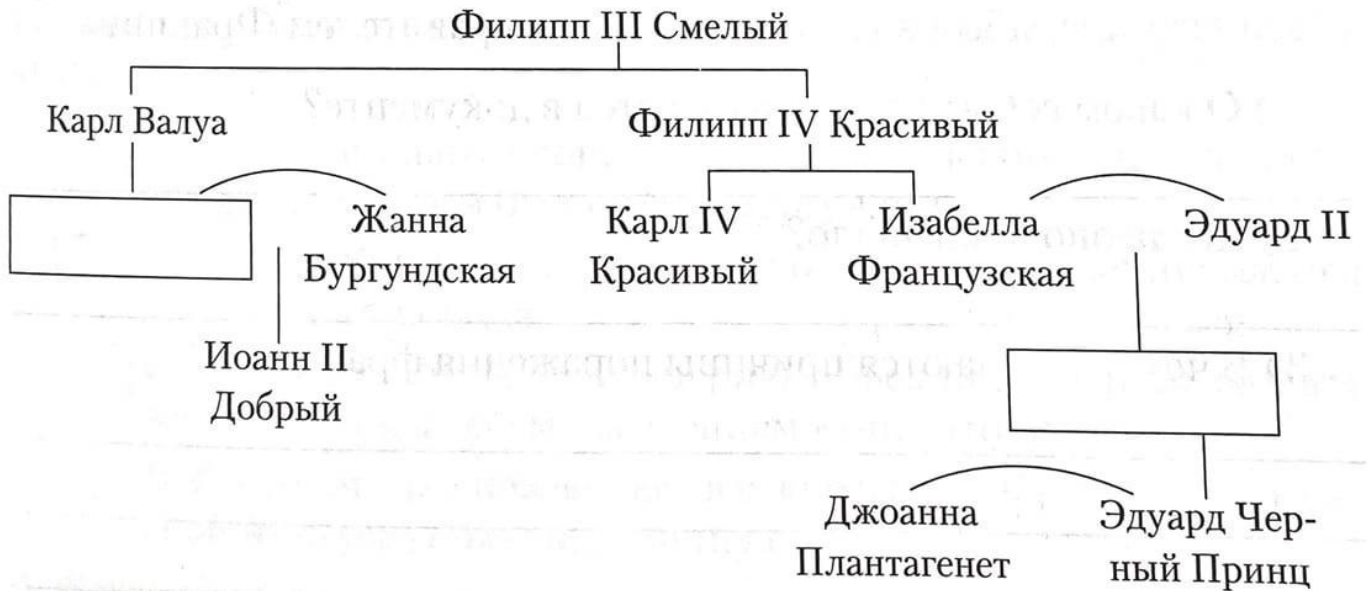 Филипп III Смелый
Карл Валуа
Филипп IV Красивый
Жанна
Бургундская
Карл IV
Красивый
Изабелла
Французская
Эдуард II
Иоанн II
Добрый
Джоанна
Плантагенет
Эдуард Чер-
ный Принц